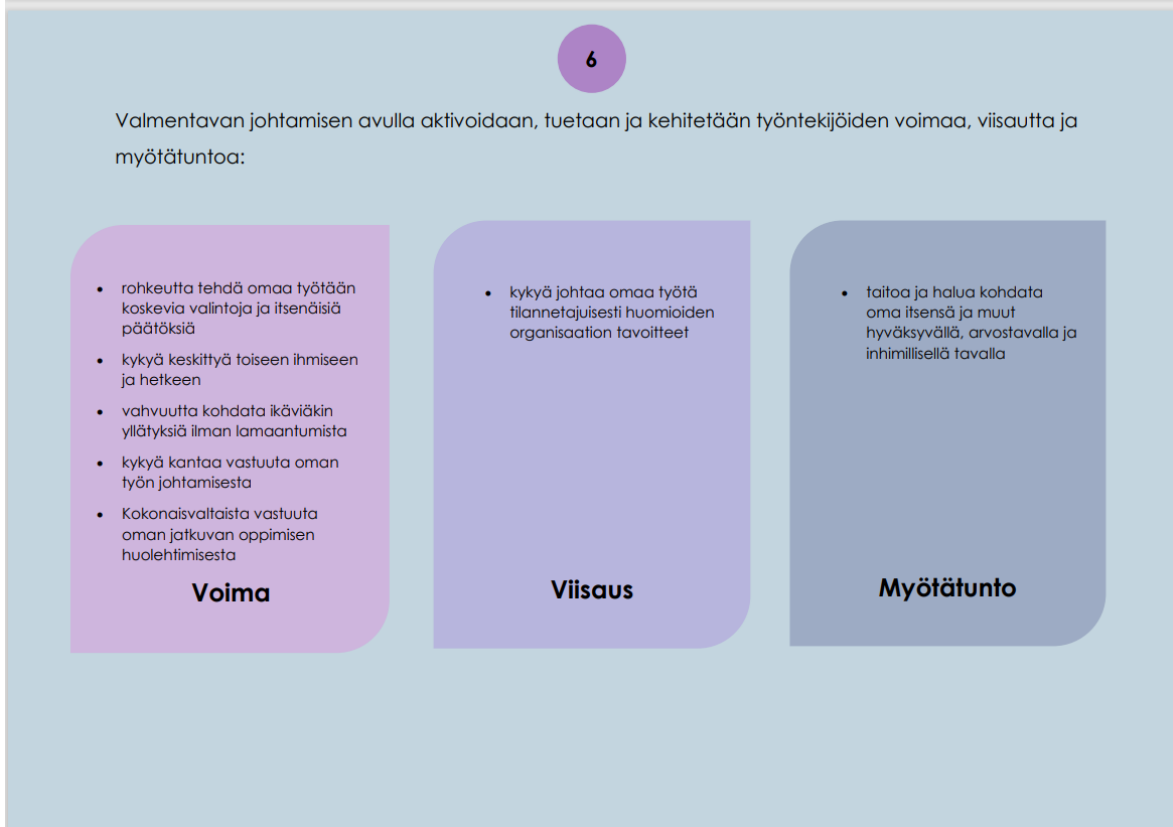 6
Valmentavan johtamisen avulla aktivoidaan, tuetaan ja kehitetään työntekijöiden voimaa, viisautta ja
myötätuntoa:
• rohkeutta tehdä omaa työtään
koskevia valintoja ja itsenäisiä
päätöksiä
• kykyä keskittyä toiseen ihmiseen
ja hetkeen
• vahvuutta kohdata ikäviäkin
yllätyksiä ilman lamaantumista
• kykyä kantaa vastuuta oman
työn johtamisesta
• Kokonaisvaltaista vastuuta
oman jatkuvan oppimisen
huolehtimisesta
Voima
• kykyä johtaa omaa työtä
tilannetajuisesti huomioiden
organisaation tavoitteet
Viisaus
• taitoa ja halua kohdata
oma itsensä ja muut
hyväksyvällä, arvostavalla ja
inhimillisellä tavalla
Myötätunto